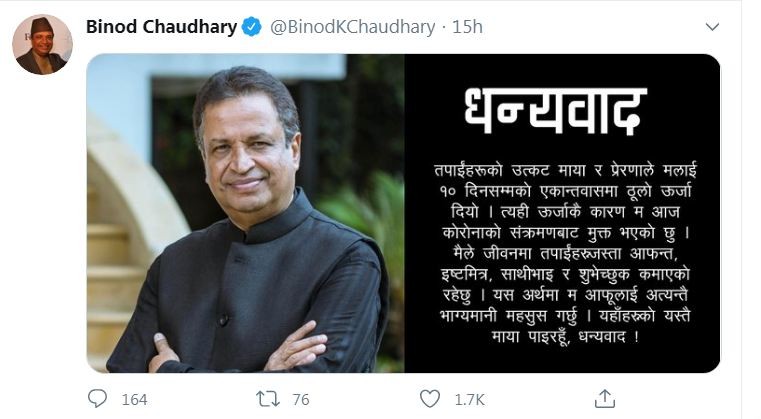 Binod Chaudhary @BinodKChaudhary · 15h
धन्यवाद
तपाईंहरूको उत्कट माया र प्रेरणाले मलाई
१० दिनसम्मको एकान्तवासमा ठूलो ऊर्जा
दियो । त्यही ऊर्जाकै कारण म आज
कोरोनाको संक्रमणबाट मुक्त भएको छु ।
मैले जीवनमा तपाईंहरुजस्ता आफन्त,
इष्टमित्र, साथीभाइ र शुभेच्छुक कमाएको
रहेछु । यस अर्थमा म आफूलाई अत्यन्तै
भाग्यमानी महसुस गर्छु । यहाँहरुको यस्तै
माया पाइरहूँ, धन्यवाद !
164 76 1.7K